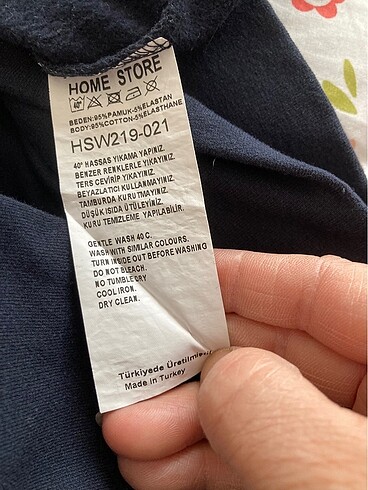 HOME STORE
40°
BEDEN:95%PAMUK-5%ELASTAN
BODY:95%COTTON-5%ELASTHANE
HSW219-021
40° HASSAS YIKAMA YAPINIZ.
BENZER RENKLERLE YIKAYINIZ.
TERS ÇEVİRİP YIKAYINIZ.
BEYAZLATICI KULLANMAYINIZ.
TAMBURDA KURUTMAYINIZ.
DÜŞÜK ISIDA ÜTÜLEYİNİZ.
KURU TEMİZLEME YAPILABİLİR.
GENTLE WASH 40 C.
WASH WITH SIMILAR COLOURS.
TURN INSIDE OUT BEFORE WASHING
DO NOT BLEACH.
NO TUMBLE DRY
COOL IRON.
DRY CLEAN.
Türkiyede Üretilmiştir
Made in Turkey